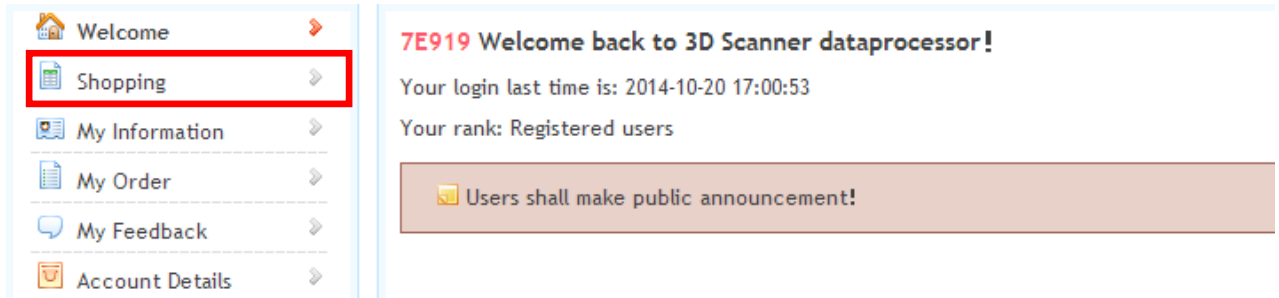 Welcome
Shopping
My Information
My Order
My Feedback
Account Details
7E919 Welcome back to 3D Scanner dataprocessor!
Your login last time is: 2014-10-20 17:00:53
Your rank: Registered users
Users shall make public announcement!